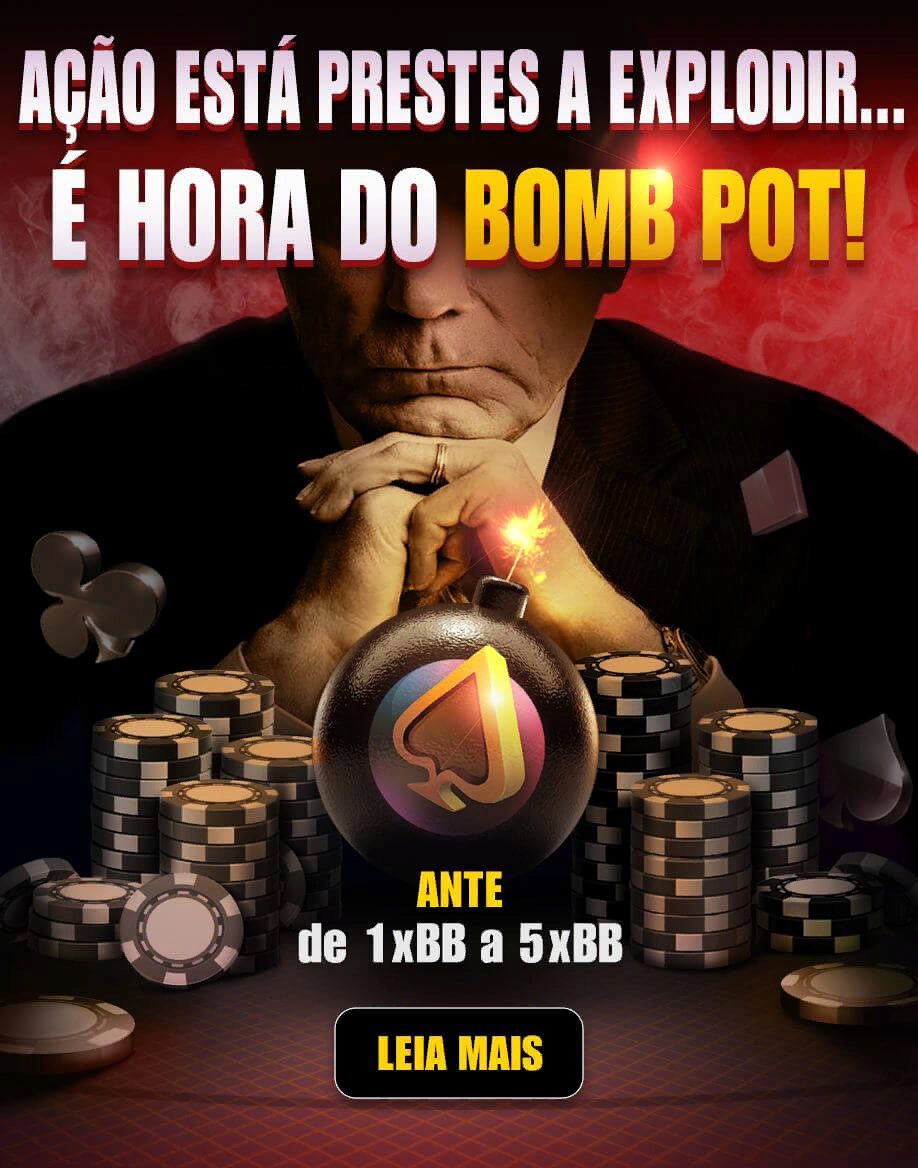 AÇÃO ESTÁ PRESTES A EXPLODIR...
É HORA DO BOMB POT!
ANTE
de 1xBB a 5xBB
LEIA MAIS